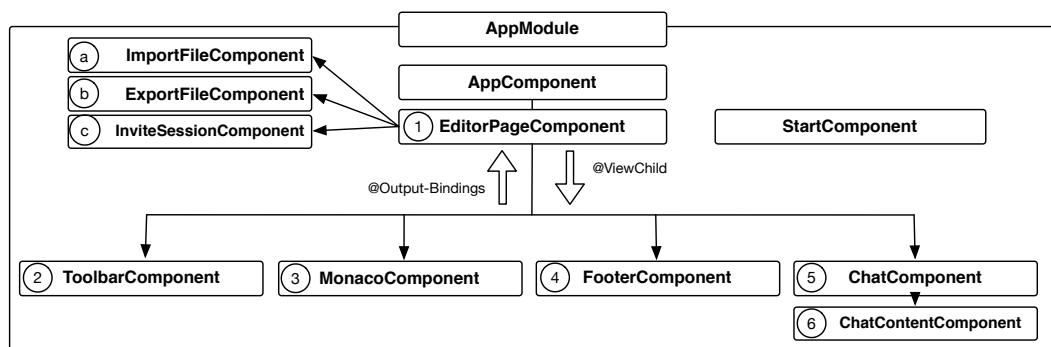 AppModule
a ImportFileComponent
AppComponent
b ExportFileComponent
c InviteSessionComponent
1 EditorPageComponent
StartComponent
@Output-Bindings
@ViewChild
2 ToolbarComponent
3 MonacoComponent
4 FooterComponent
5 ChatComponent
6 ChatContentComponent